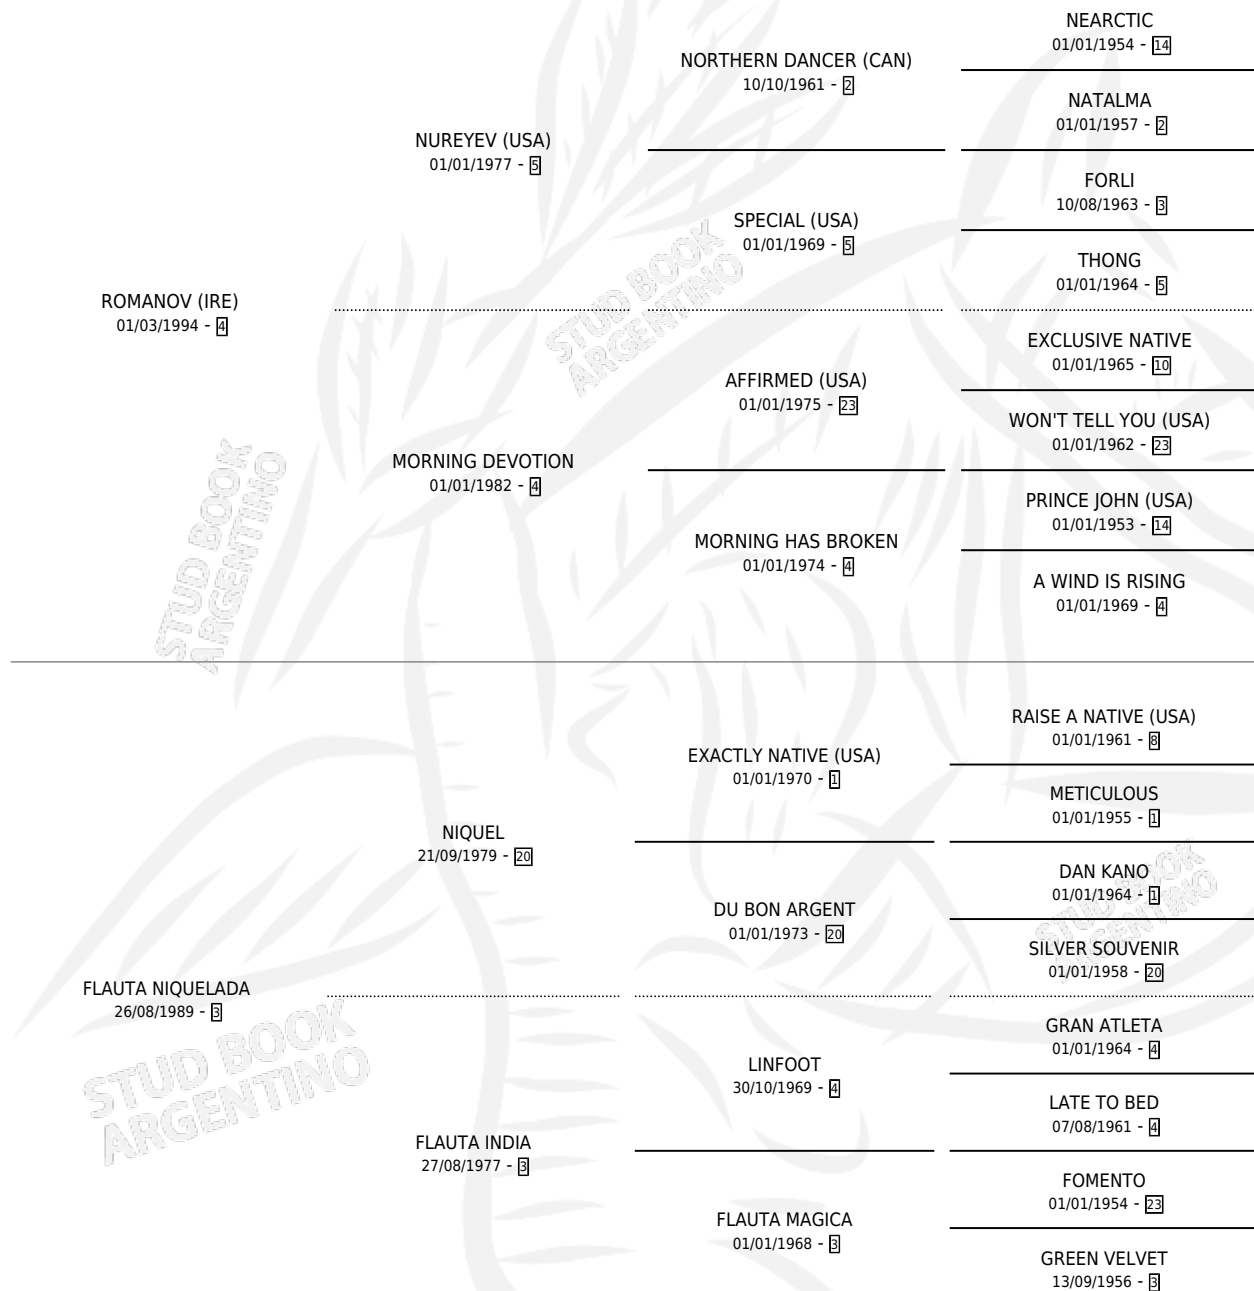 NEARCTIC
01/01/1954 - 14
NORTHERN DANCER (CAN)
10/10/1961 - 2
NATALMA
01/01/1957 - 2
NUREYEV (USA)
01/01/1977 - 5
FORLI
10/08/1963 - 3
SPECIAL (USA)
01/01/1969 - 5
THONG
01/01/1964 - 5
ROMANOV (IRE)
01/03/1994 - 4
EXCLUSIVE NATIVE
01/01/1965 - 10
AFFIRMED (USA)
01/01/1975 - 23
WON'T TELL YOU (USA)
01/01/1962 - 23
MORNING DEVOTION
01/01/1982 - 4
PRINCE JOHN (USA)
01/01/1953 - 14
MORNING HAS BROKEN
01/01/1974 - 4
A WIND IS RISING
01/01/1969 - 4
STUD BOOK
ARGENTINO
STUD BOOK
ARGENTINO
RAISE A NATIVE (USA)
01/01/1961 - 8
EXACTLY NATIVE (USA)
01/01/1970 - 1
METICULOUS
01/01/1955 - 1
NIQUEL
21/09/1979 - 20
DAN KANO
01/01/1964 - 1
DU BON ARGENT
01/01/1973 - 20
SILVER SOUVENIR
01/01/1958 - 20
STUD BOOK
ARGENTINO
FLAUTA NIQUELADA
26/08/1989 - 3
GRAN ATLETA
01/01/1964 - 4
LINFOOT
30/10/1969 - 4
LATE TO BED
07/08/1961 - 4
STUD BOOK
ARGENTINO
FLAUTA INDIA
27/08/1977 - 3
FOMENTO
01/01/1954 - 23
FLAUTA MAGICA
01/01/1968 - 3
GREEN VELVET
13/09/1956 - 3